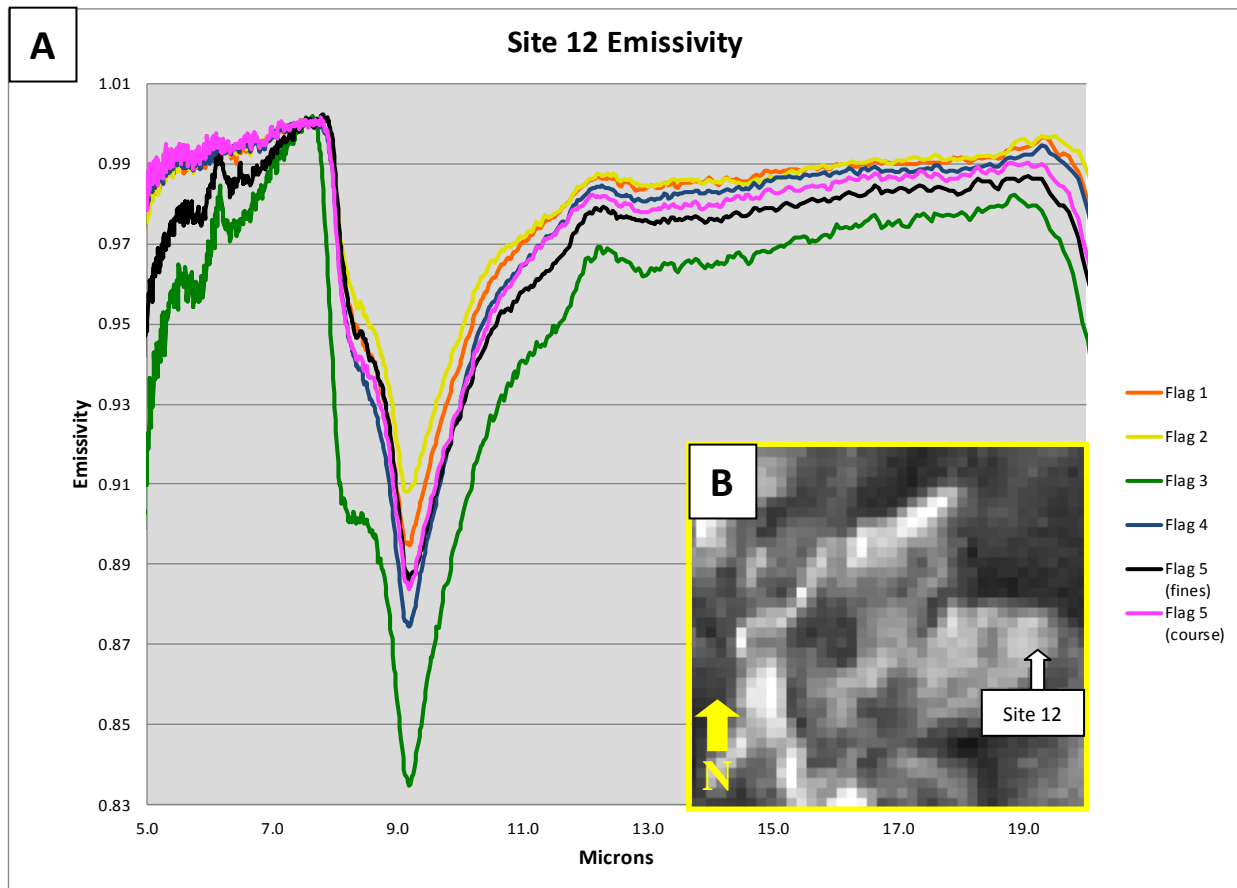 A
Site 12 Emissivity
1.01
0.99
0.97
0.95
0.93
0.91
0.89
0.87
0.85
0.83
Emissivity
5.0 7.0 9.0 11.0 13.0 15.0 17.0 19.0
Microns
Flag 1
Flag 2
Flag 3
Flag 4
Flag 5
(fines)
Flag 5
(course)
B
Site 12
N